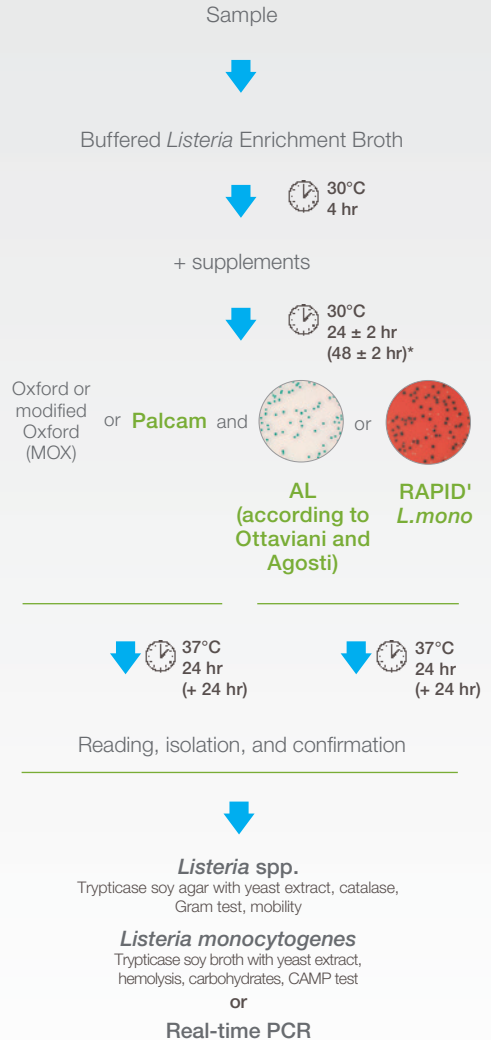 Sample
Buffered Listeria Enrichment Broth
30°C
4 hr
+ supplements
30°C
24 ± 2 hr
(48 ± 2 hr)*
Oxford or
modified
Oxford
(MOX)
or
Palcam
and
or
AL
(according to
Ottaviani and
Agosti)
RAPID'
L.mono
37°C
24 hr
(+ 24 hr)
37°C
24 hr
(+ 24 hr)
Reading, isolation, and confirmation
Listeria spp.
Trypticase soy agar with yeast extract, catalase,
Gram test, mobility
Listeria monocytogenes
Trypticase soy broth with yeast extract,
hemolysis, carbohydrates, CAMP test
or
Real-time PCR